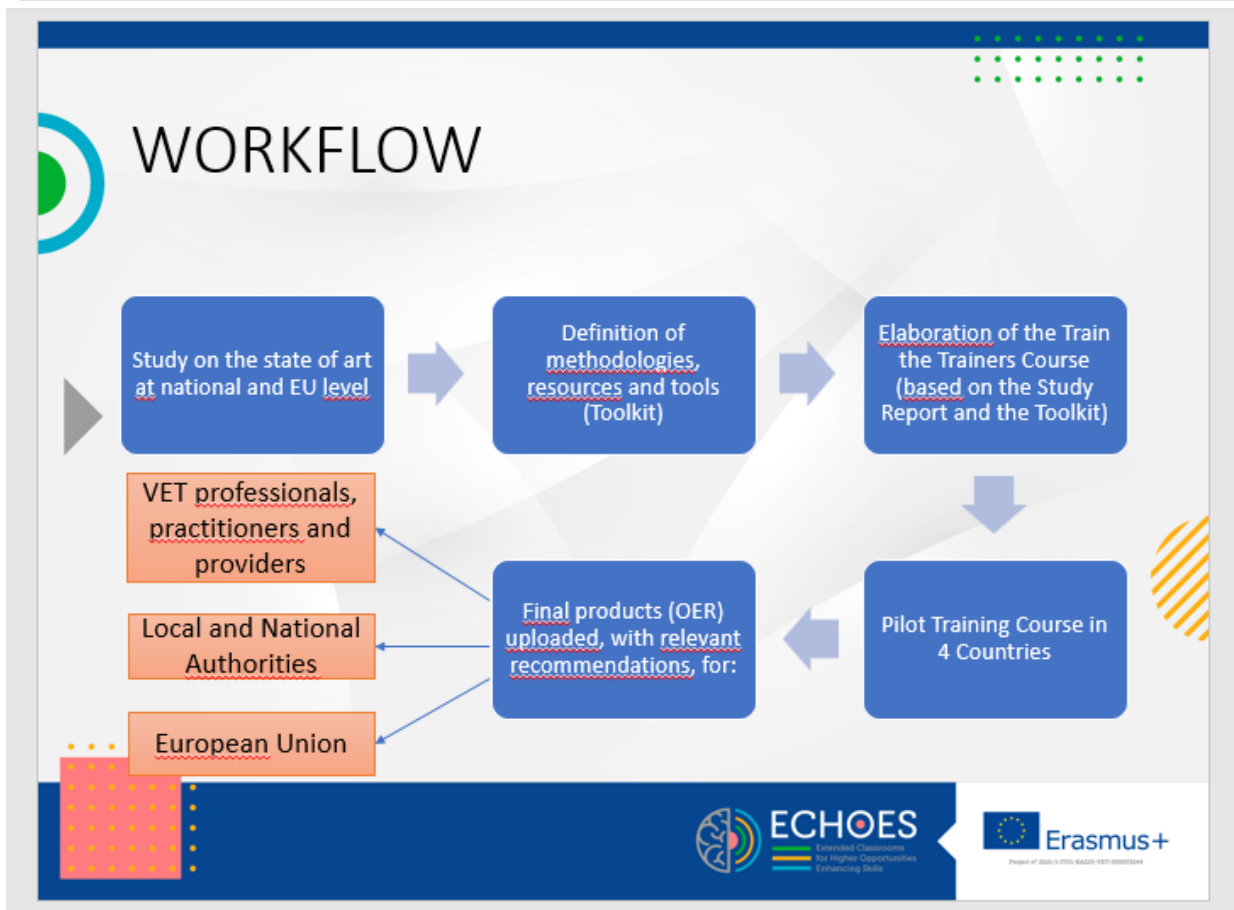 WORKFLOW
Study on the state of art
at national and EU level
Definition of
methodologies,
resources and tools
(Toolkit)
Elaboration of the Train
the Trainers Course
(based on the Study
Report and the Toolkit)
Pilot Training Course in
4 Countries
Final products (OER)
uploaded, with relevant
recommendations, for:
VET professionals,
practitioners and
providers
Local and National
Authorities
European Union
ECHOES
Extended Classrooms
for Higher Opportunities
Enhancing Skills
Erasmus+